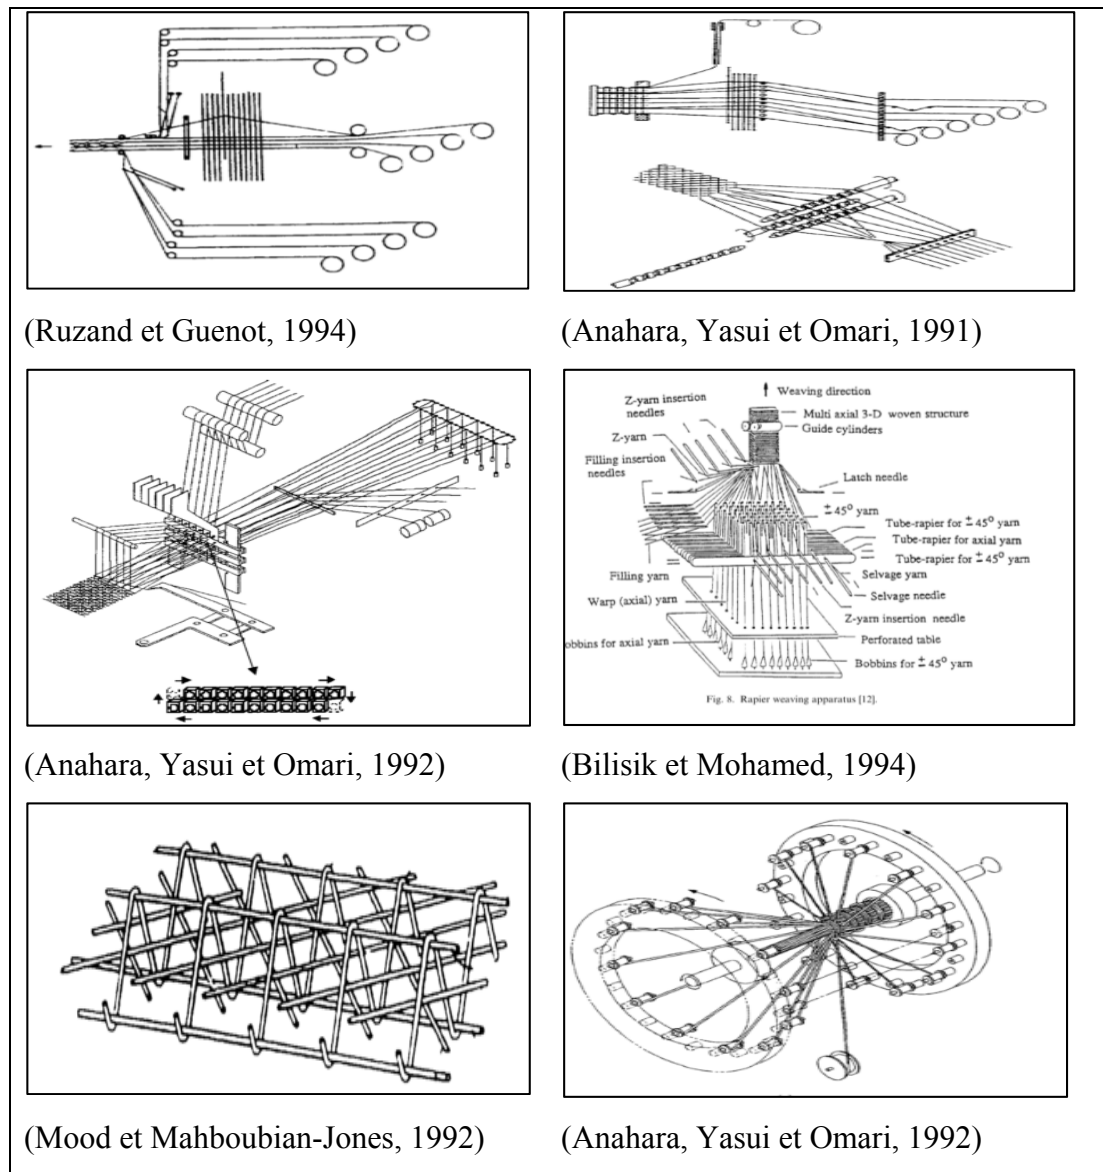 (Ruzand et Guenot, 1994)
(Anahara, Yasui et Omari, 1991)
(Anahara, Yasui et Omari, 1992)
Weaving direction
Z-yarn insertion
needles
Multi axial 3-D woven structure
Guide cylinders
Z-yarn
Filling insertion
needles
Latch needle
± 45° yarn
Tube-rapier for ± 45° yarn
Tube-rapier for axial yarn
Tube-rapier for ± 45° yarn
Filling yarn
Selvage yarn
Warp (axial) yarn
Selvage needle
Z-yarn insertion needle
Perforated table
obbins for axial yarn
Bobbins for ± 45° yarn
Fig. 8. Rapier weaving apparatus [12].
(Bilisik et Mohamed, 1994)
(Mood et Mahboubian-Jones, 1992)
(Anahara, Yasui et Omari, 1992)